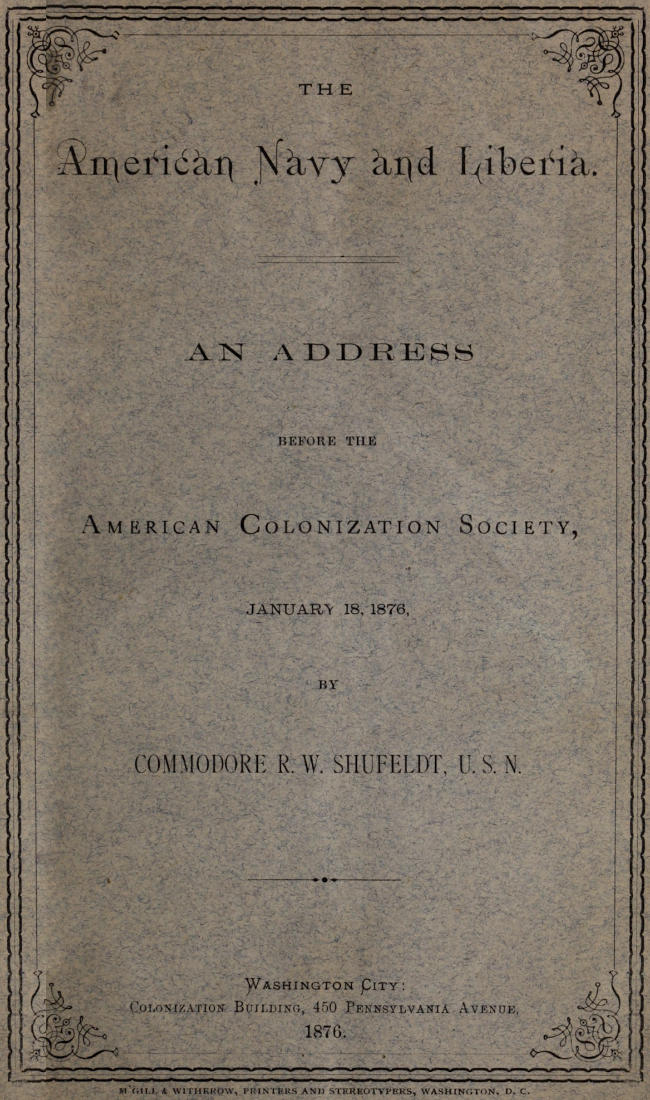 THE
American Navy and Liberia.
AN ADDRESS
BEFORE THE
AMERICAN COLONIZATION SOCIETY,
JANUARY 18, 1876,
BY
COMMODORE R. W. SHUFELDT, U. S. N.
WASHINGTON CITY:
COLONIZATION BUILDING, 450 PENNSYLVANIA AVENUE,
1876.
M'GILL & WITHEROW, PRINTERS AND STEREOTYPERS, WASHINGTON, D. C.